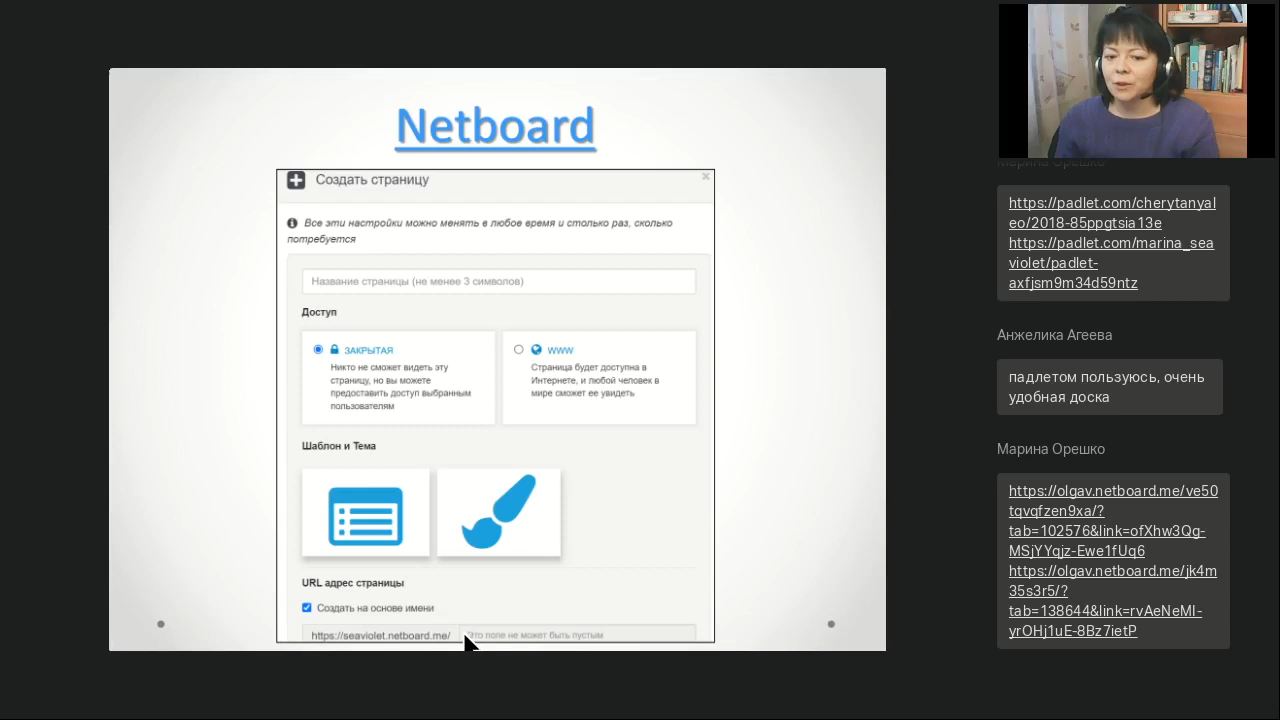 Netboard
Создать страницу
×
Все эти настройки можно менять в любое время и столько раз, сколько
потребуется
Название страницы (не менее 3 символов)
Доступ
ЗАКРЫТАЯ
Никто не сможет видеть эту
страницу, но вы можете
предоставить доступ выбранным
пользователям
WWW
Страница будет доступна в
Интернете, и любой человек в
мире сможет ее увидеть
Шаблон и Тема
URL адрес страницы
Создать на основе имени
https://seaviolet.netboard.me/
Это поле не может быть пустым
Марина Орешко
https://padlet.com/cherytanyal
eo/2018-85ppgtsia13e
https://padlet.com/marina_sea
violet/padlet-
axfjsm9m34d59ntz
Анжелика Агеева
падлетом пользуюсь, очень
удобная доска
Марина Орешко
https://olgav.netboard.me/ve50
tqvqfzen9xa/?
tab=102576&link=ofXhw3Qg-
MSjYYqjz-Ewe1fUq6
https://olgav.netboard.me/jk4m
35s3r5/?
tab=138644&link=rvAeNeMI-
yrOHj1uE-8Bz7ietP